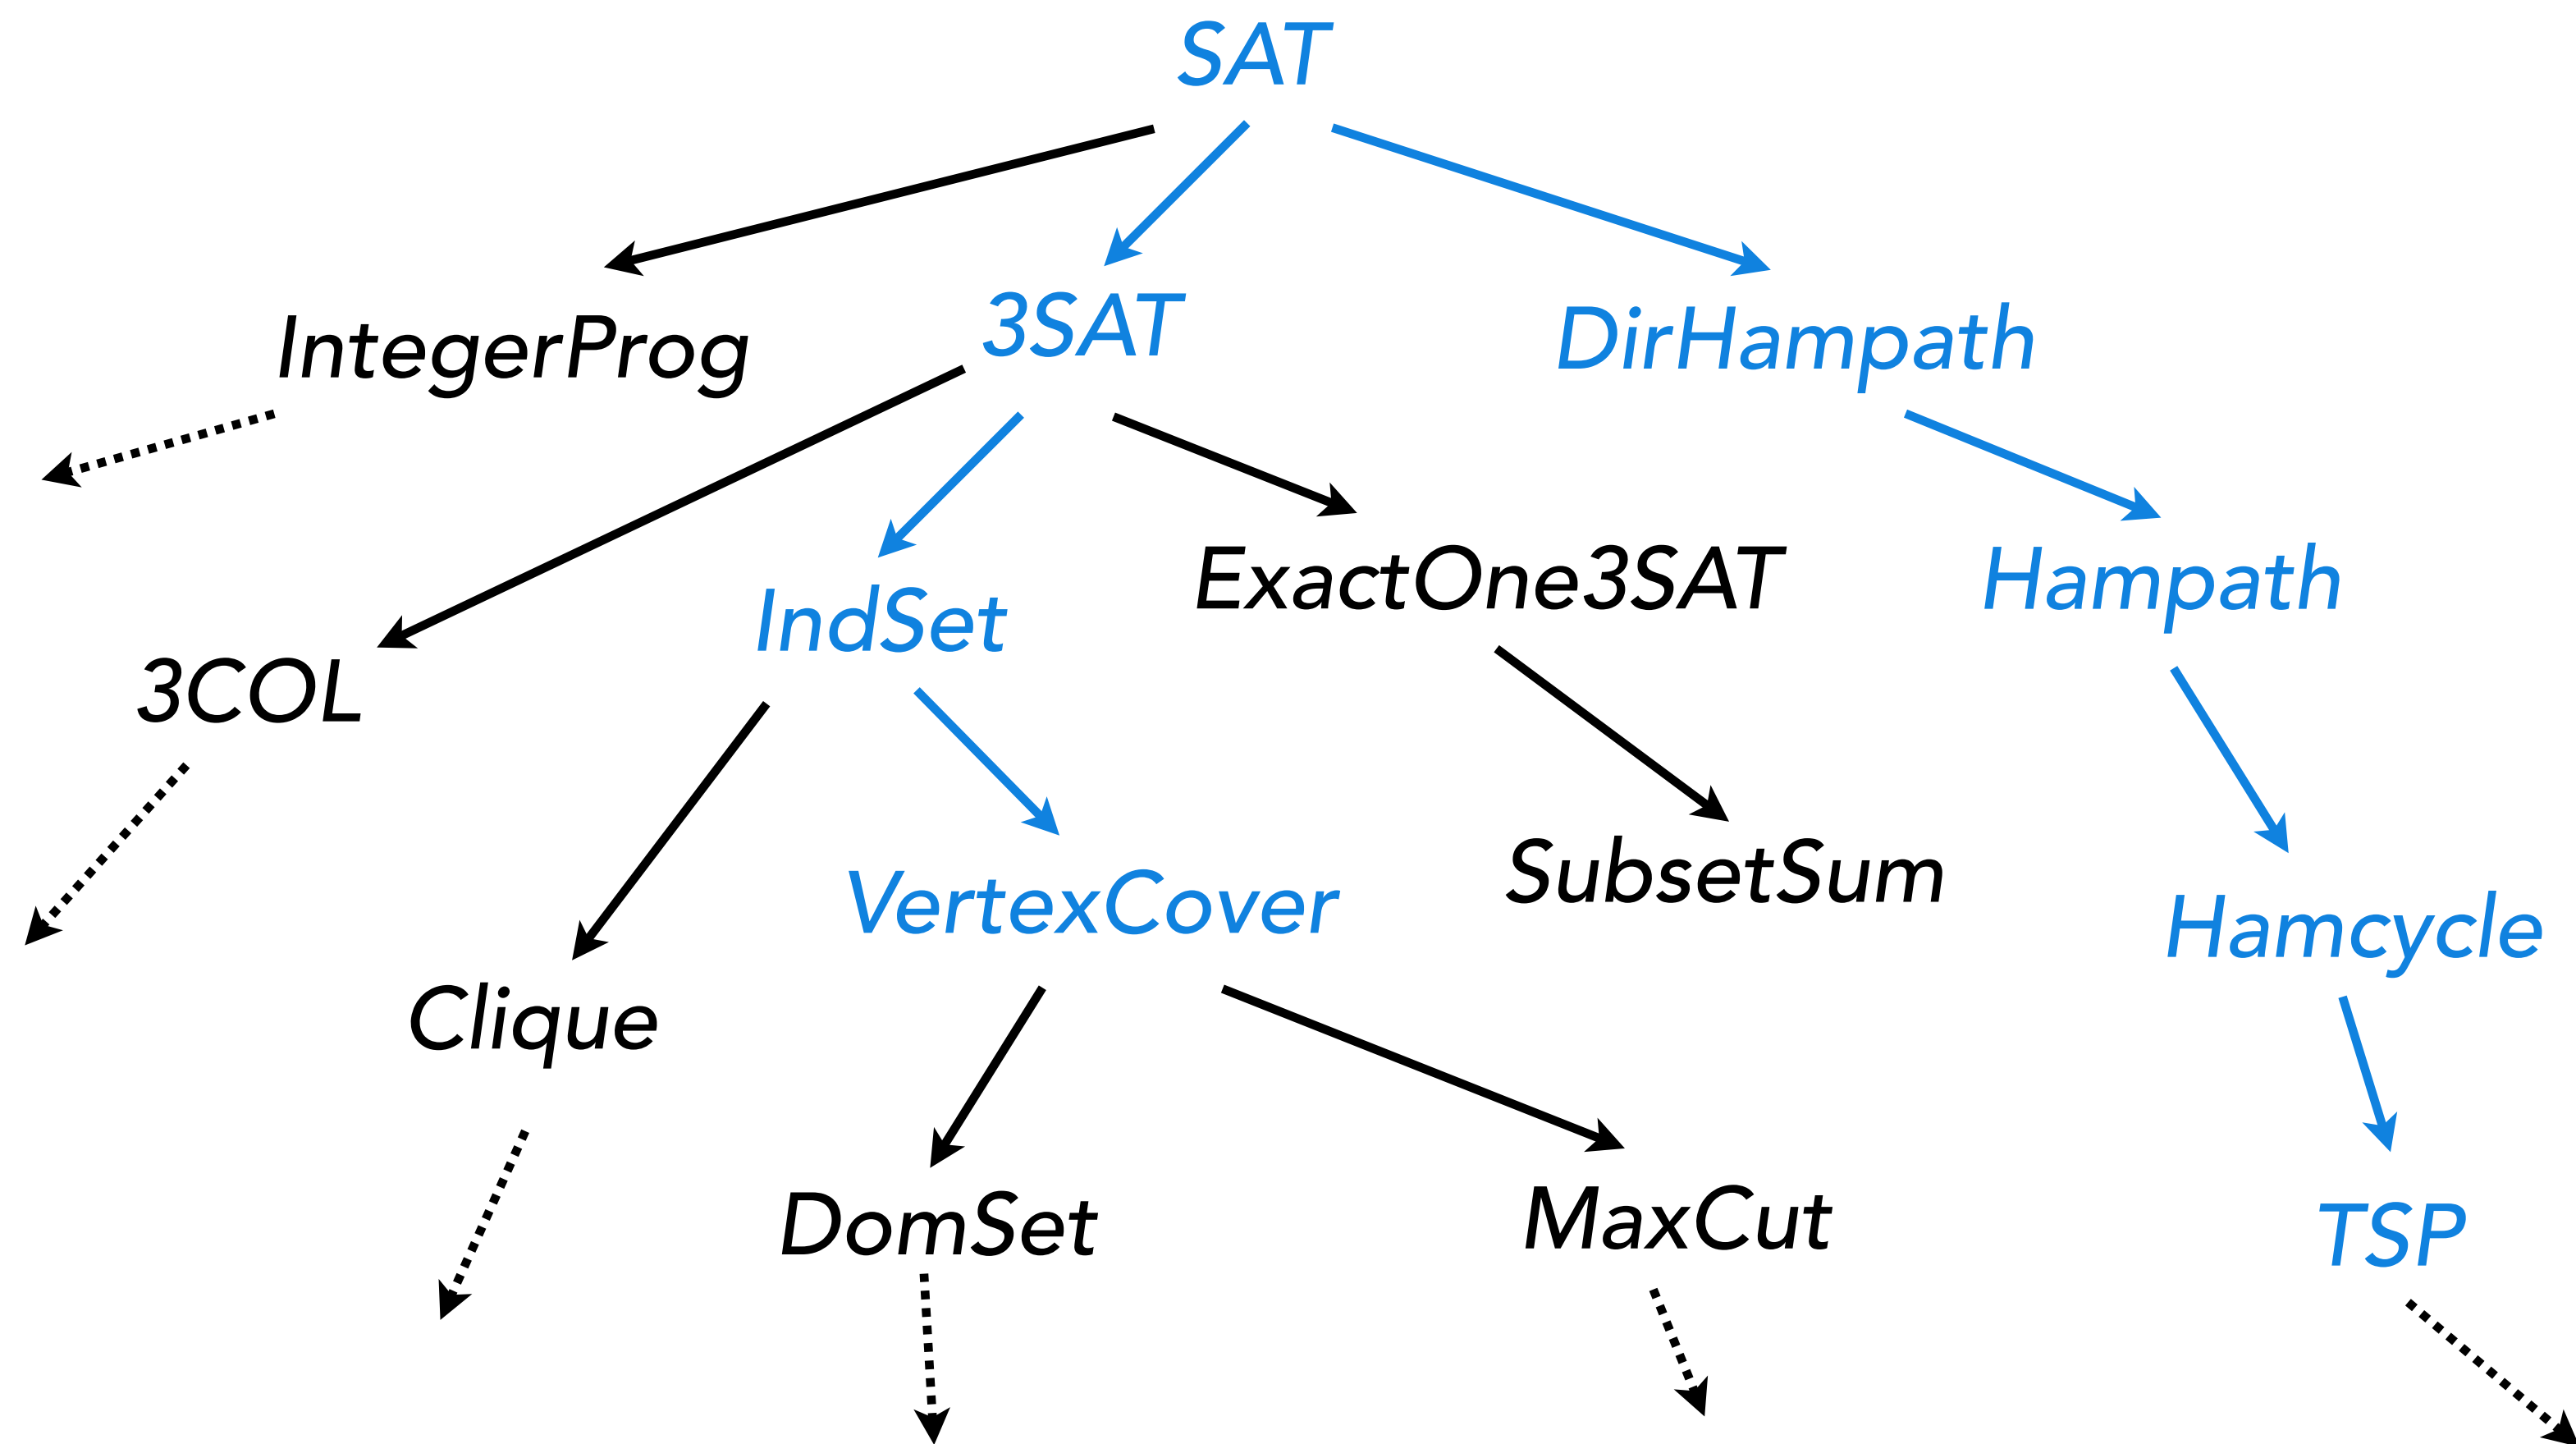 SAT
IntegerProg
3SAT
DirHampath
3COL
IndSet
ExactOne3SAT
Hampath
Clique
VertexCover
SubsetSum
Hamcycle
DomSet
MaxCut
TSP